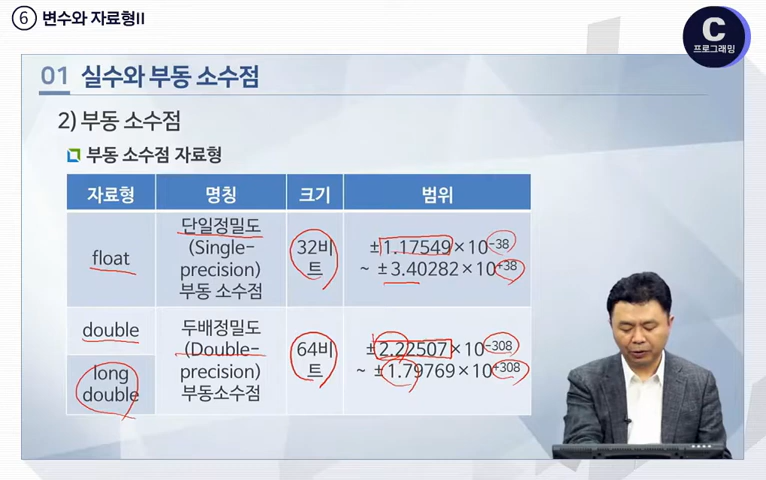 ⑥ 변수와 자료형II
C
프로그래밍
01 실수와 부동 소수점
2) 부동 소수점
부동 소수점 자료형
자료형 명칭 크기 범위
float
단일정밀도
(Single-
precision)
부동 소수점
32비
트
±1.17549×10⁻³⁸
~ ±3.40282×10⁺³⁸
double
long
double
두배정밀도
(Double-
precision)
부동소수점
64비
트
±2.22507×10⁻³⁰⁸
~ ±1.79769×10⁺³⁰⁸